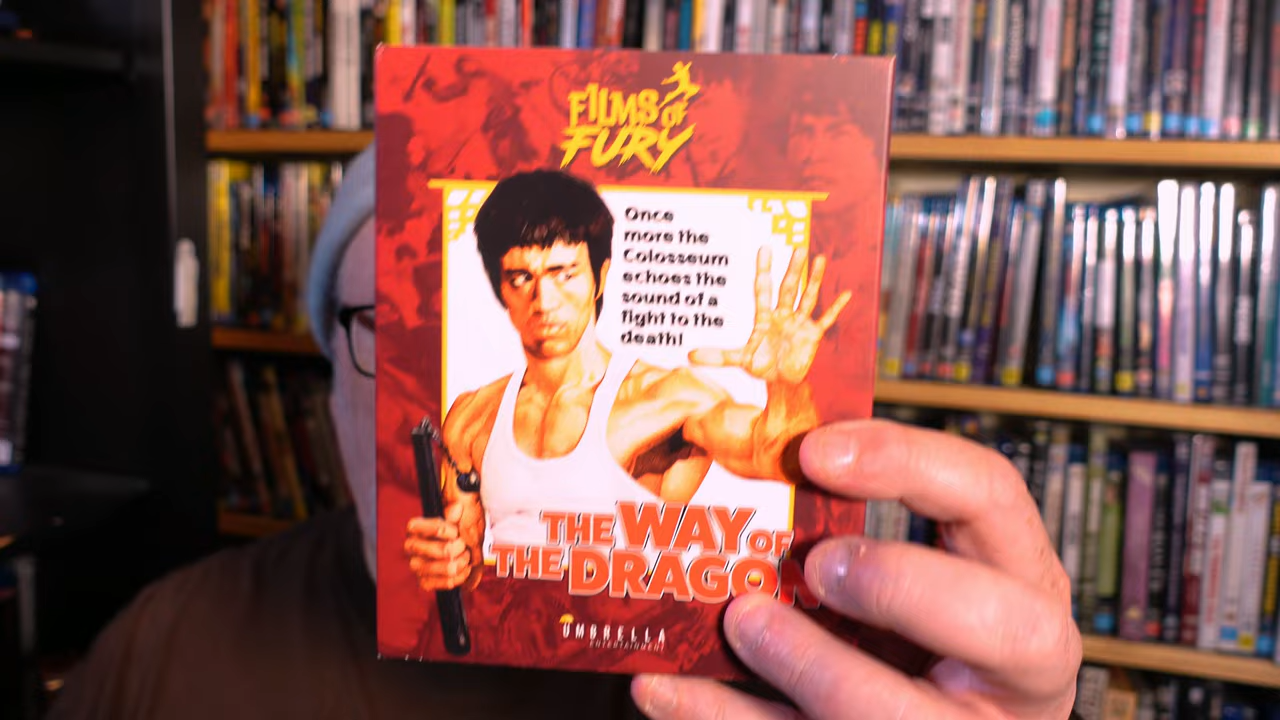 FILMS OF
FURY
Once
more the
Colosseum
echoes the
sound of a
fight to the
death!
THE WAY OF
THE DRAGON
UMBRELLA
ENTERTAINMENT